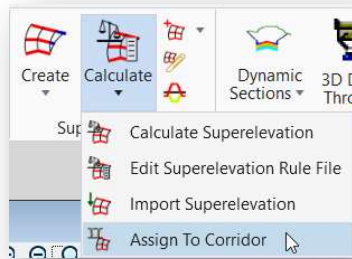 Create Calculate Dynamic 3D D
Sections Thro
Sup
Calculate Superelevation
Edit Superelevation Rule File
Import Superelevation
Assign To Corridor